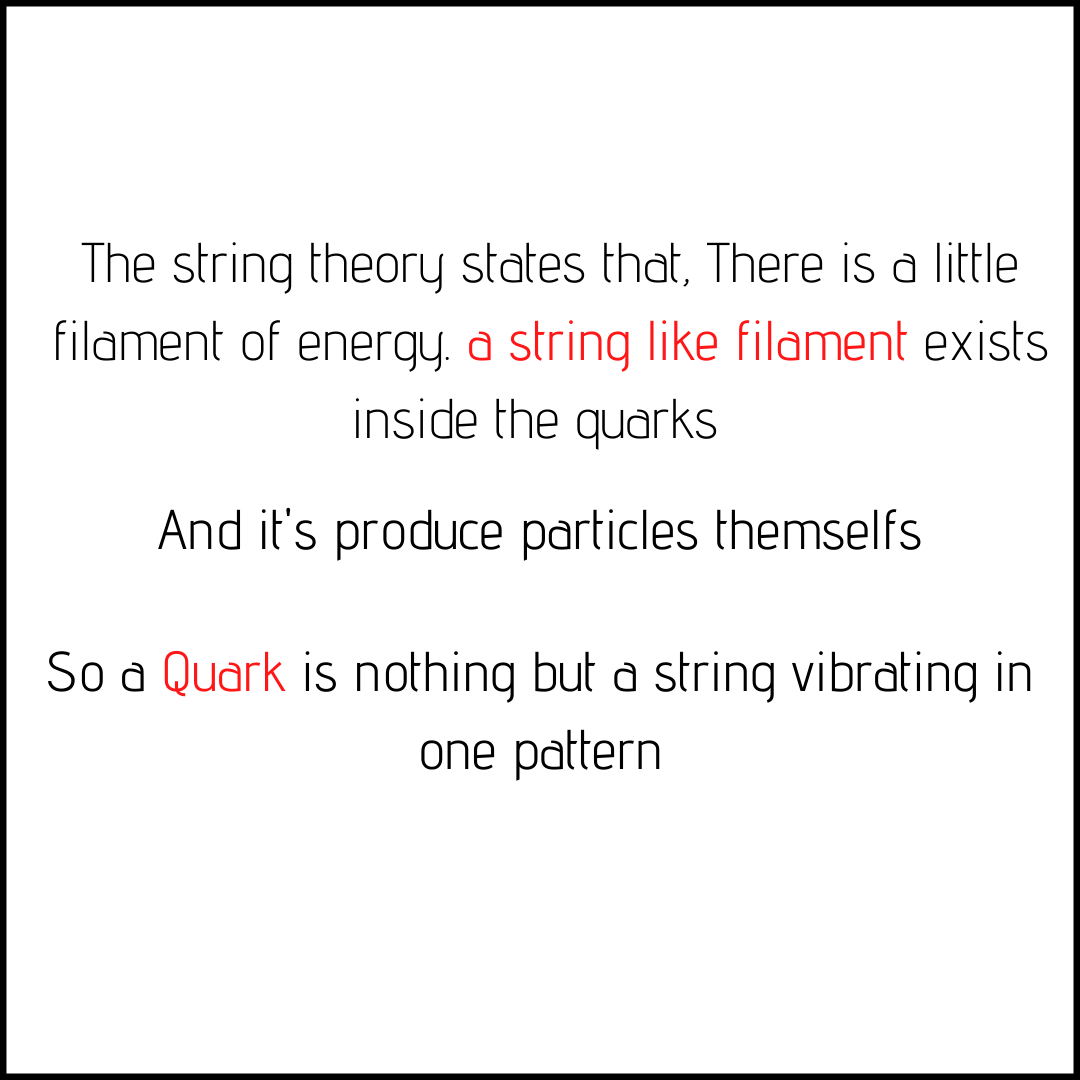 The string theory states that, There is a little
filament of energy. a string like filament exists
inside the quarks
And it's produce particles themselfs
So a Quark is nothing but a string vibrating in
one pattern